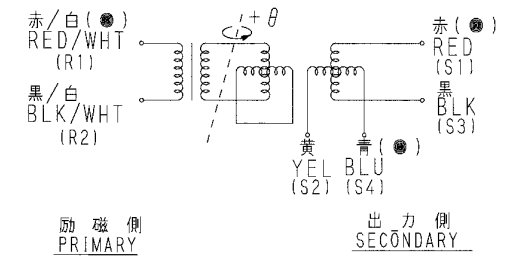 赤/白( )
RED/WHT
(R1)
黒/白
BLK/WHT
(R2)
+θ
赤( )
RED
(S1)
黒
BLK
(S3)
黄
YEL
(S2)
青( )
BLU
(S4)
励磁側
PRIMARY
出力側
SECŌNDARY